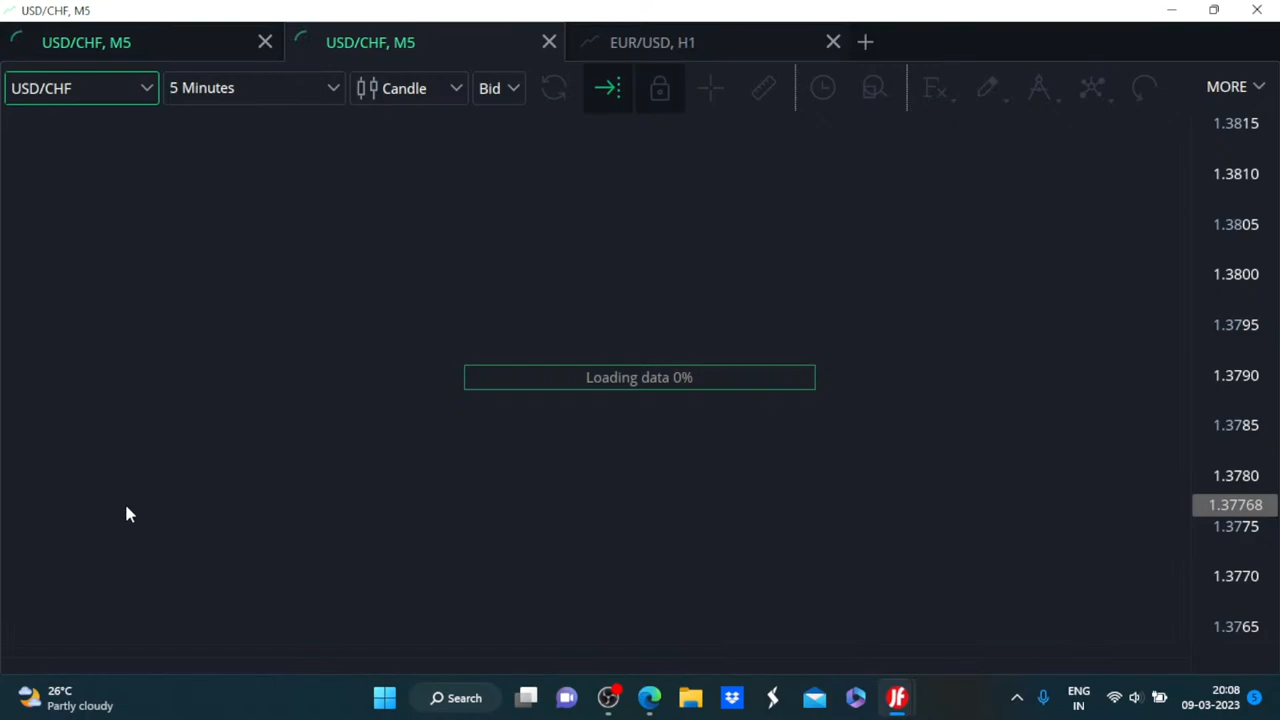 USD/CHF, M5
USD/CHF, M5
USD/CHF, M5
EUR/USD, H1
USD/CHF
5 Minutes
Candle
Bid
Fx
MORE
1.3815
1.3810
1.3805
1.3800
1.3795
1.3790
Loading data 0%
1.3785
1.3780
1.37768
1.3775
1.3770
1.3765
26°C
Partly cloudy
Search
JF
ENG
IN
20:08
09-03-2023
5